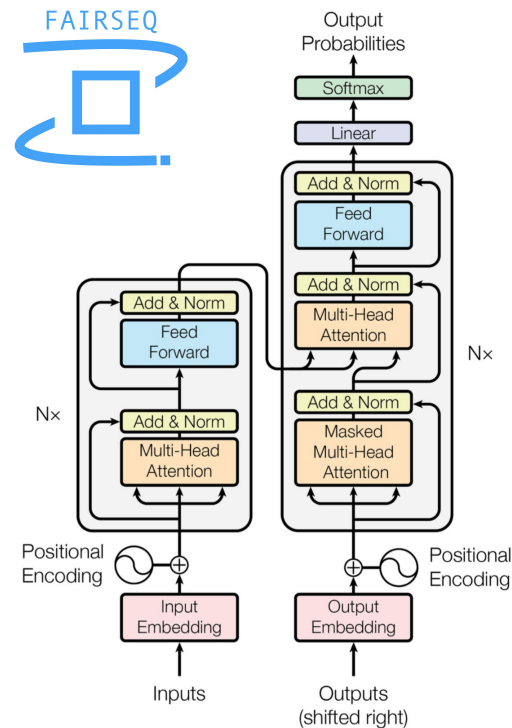 FAIRSEQ
Output
Probabilities
Softmax
Linear
Add & Norm
Feed
Forward
Add & Norm
Multi-Head
Attention
Nx
Add & Norm
Masked
Multi-Head
Attention
Add & Norm
Feed
Forward
Nx
Add & Norm
Multi-Head
Attention
Positional
Encoding
Positional
Encoding
Input
Embedding
Output
Embedding
Inputs
Outputs
(shifted right)